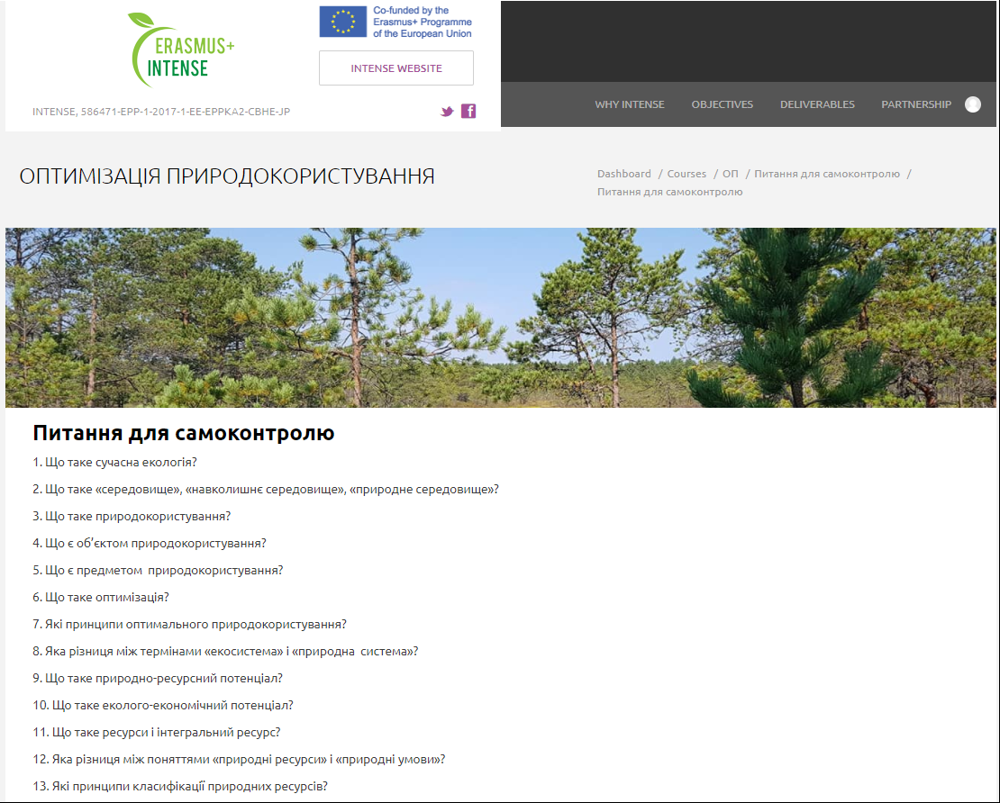 ERASMUS+
INTENSE
Co-funded by the
Erasmus+ Programme
of the European Union
INTENSE WEBSITE
INTENSE, 586471-EPP-1-2017-1-EE-EPPKA2-CBHE-JP
WHY INTENSE OBJECTIVES DELIVERABLES PARTNERSHIP
ОПТИМІЗАЦІЯ ПРИРОДОКОРИСТУВАННЯ
Dashboard / Courses / ОП / Питання для самоконтролю /
Питання для самоконтролю
Питання для самоконтролю
1. Що таке сучасна екологія?
2. Що таке «середовище», «навколишнє середовище», «природне середовище»?
3. Що таке природокористування?
4. Що є об’єктом природокористування?
5. Що є предметом  природокористування?
6. Що таке оптимізація?
7. Які принципи оптимального природокористування?
8. Яка різниця між термінами «екосистема» і «природна  система»?
9. Що таке природно-ресурсний потенціал?
10. Що таке еколого-економічний потенціал?
11. Що таке ресурси і інтегральний ресурс?
12. Яка різниця між поняттями «природні ресурси» і «природні умови»?
13. Які принципи класифікації природних ресурсів?